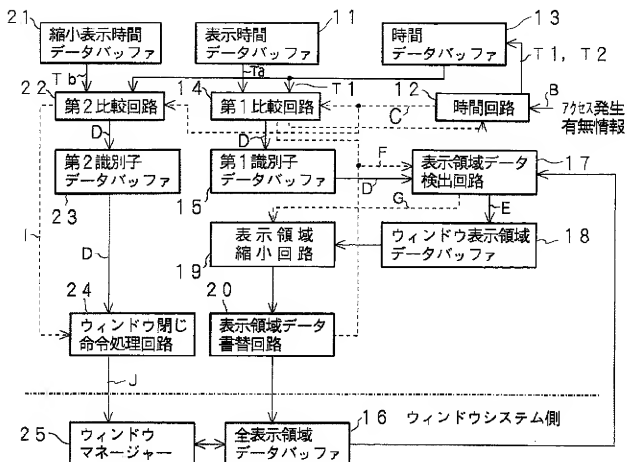 21
縮小表示時間
データバッファ
11
表示時間
データバッファ
13
時間
データバッファ
T1, T2
Tb
Ta
T1
22
第2比較回路
14
第1比較回路
12
時間回路
B
アクセス発生
有無情報
C
D
D
第2識別子
データバッファ
23
第1識別子
データバッファ
15
F
D
G
表示領域データ
検出回路
17
E
I
D
表示領域
縮小回路
19
ウィンドウ表示領域
データバッファ
18
24
ウィンドウ閉じ
命令処理回路
20
表示領域データ
書替回路
J
25
ウィンドウ
マネージャー
全表示領域
データバッファ
16
ウィンドウシステム側